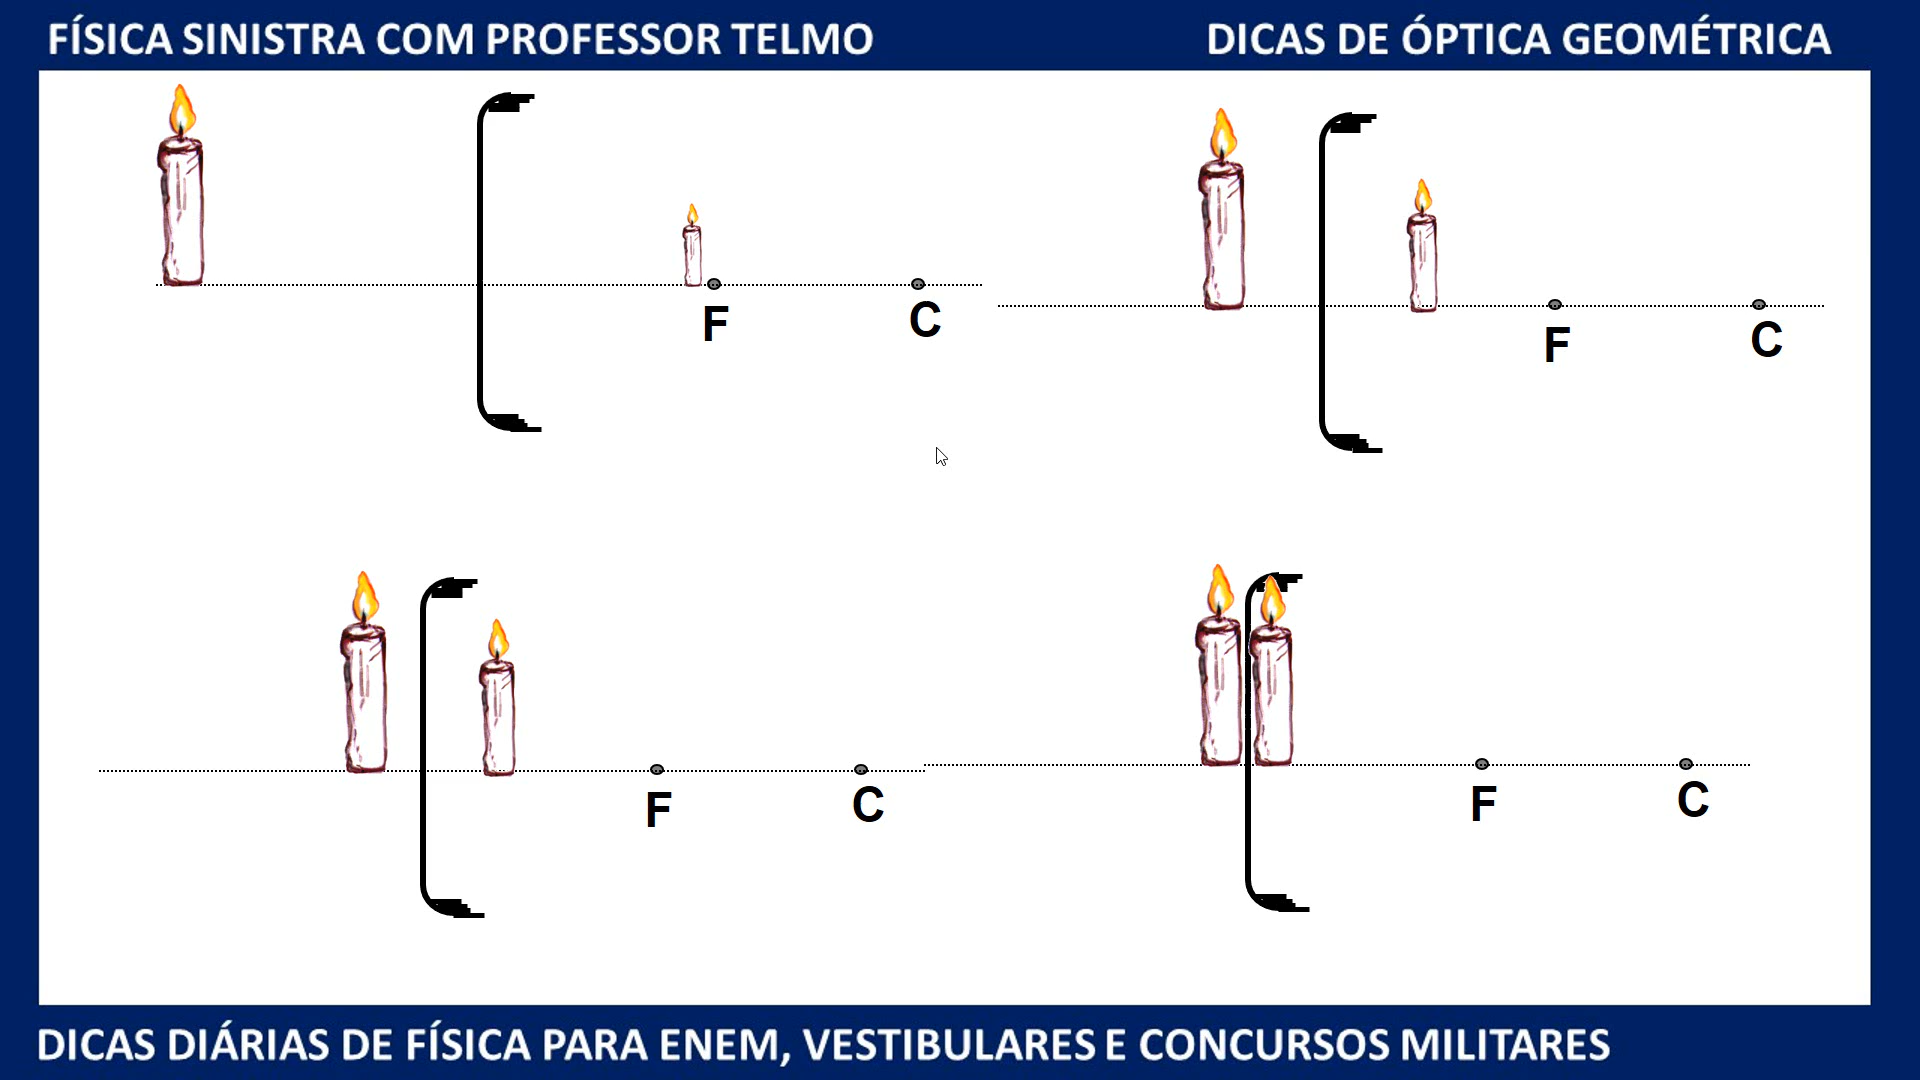 FÍSICA SINISTRA COM PROFESSOR TELMO
DICAS DE ÓPTICA GEOMÉTRICA
F
C
F
C
F
C
F
C
DICAS DIÁRIAS DE FÍSICA PARA ENEM, VESTIBULARES E CONCURSOS MILITARES